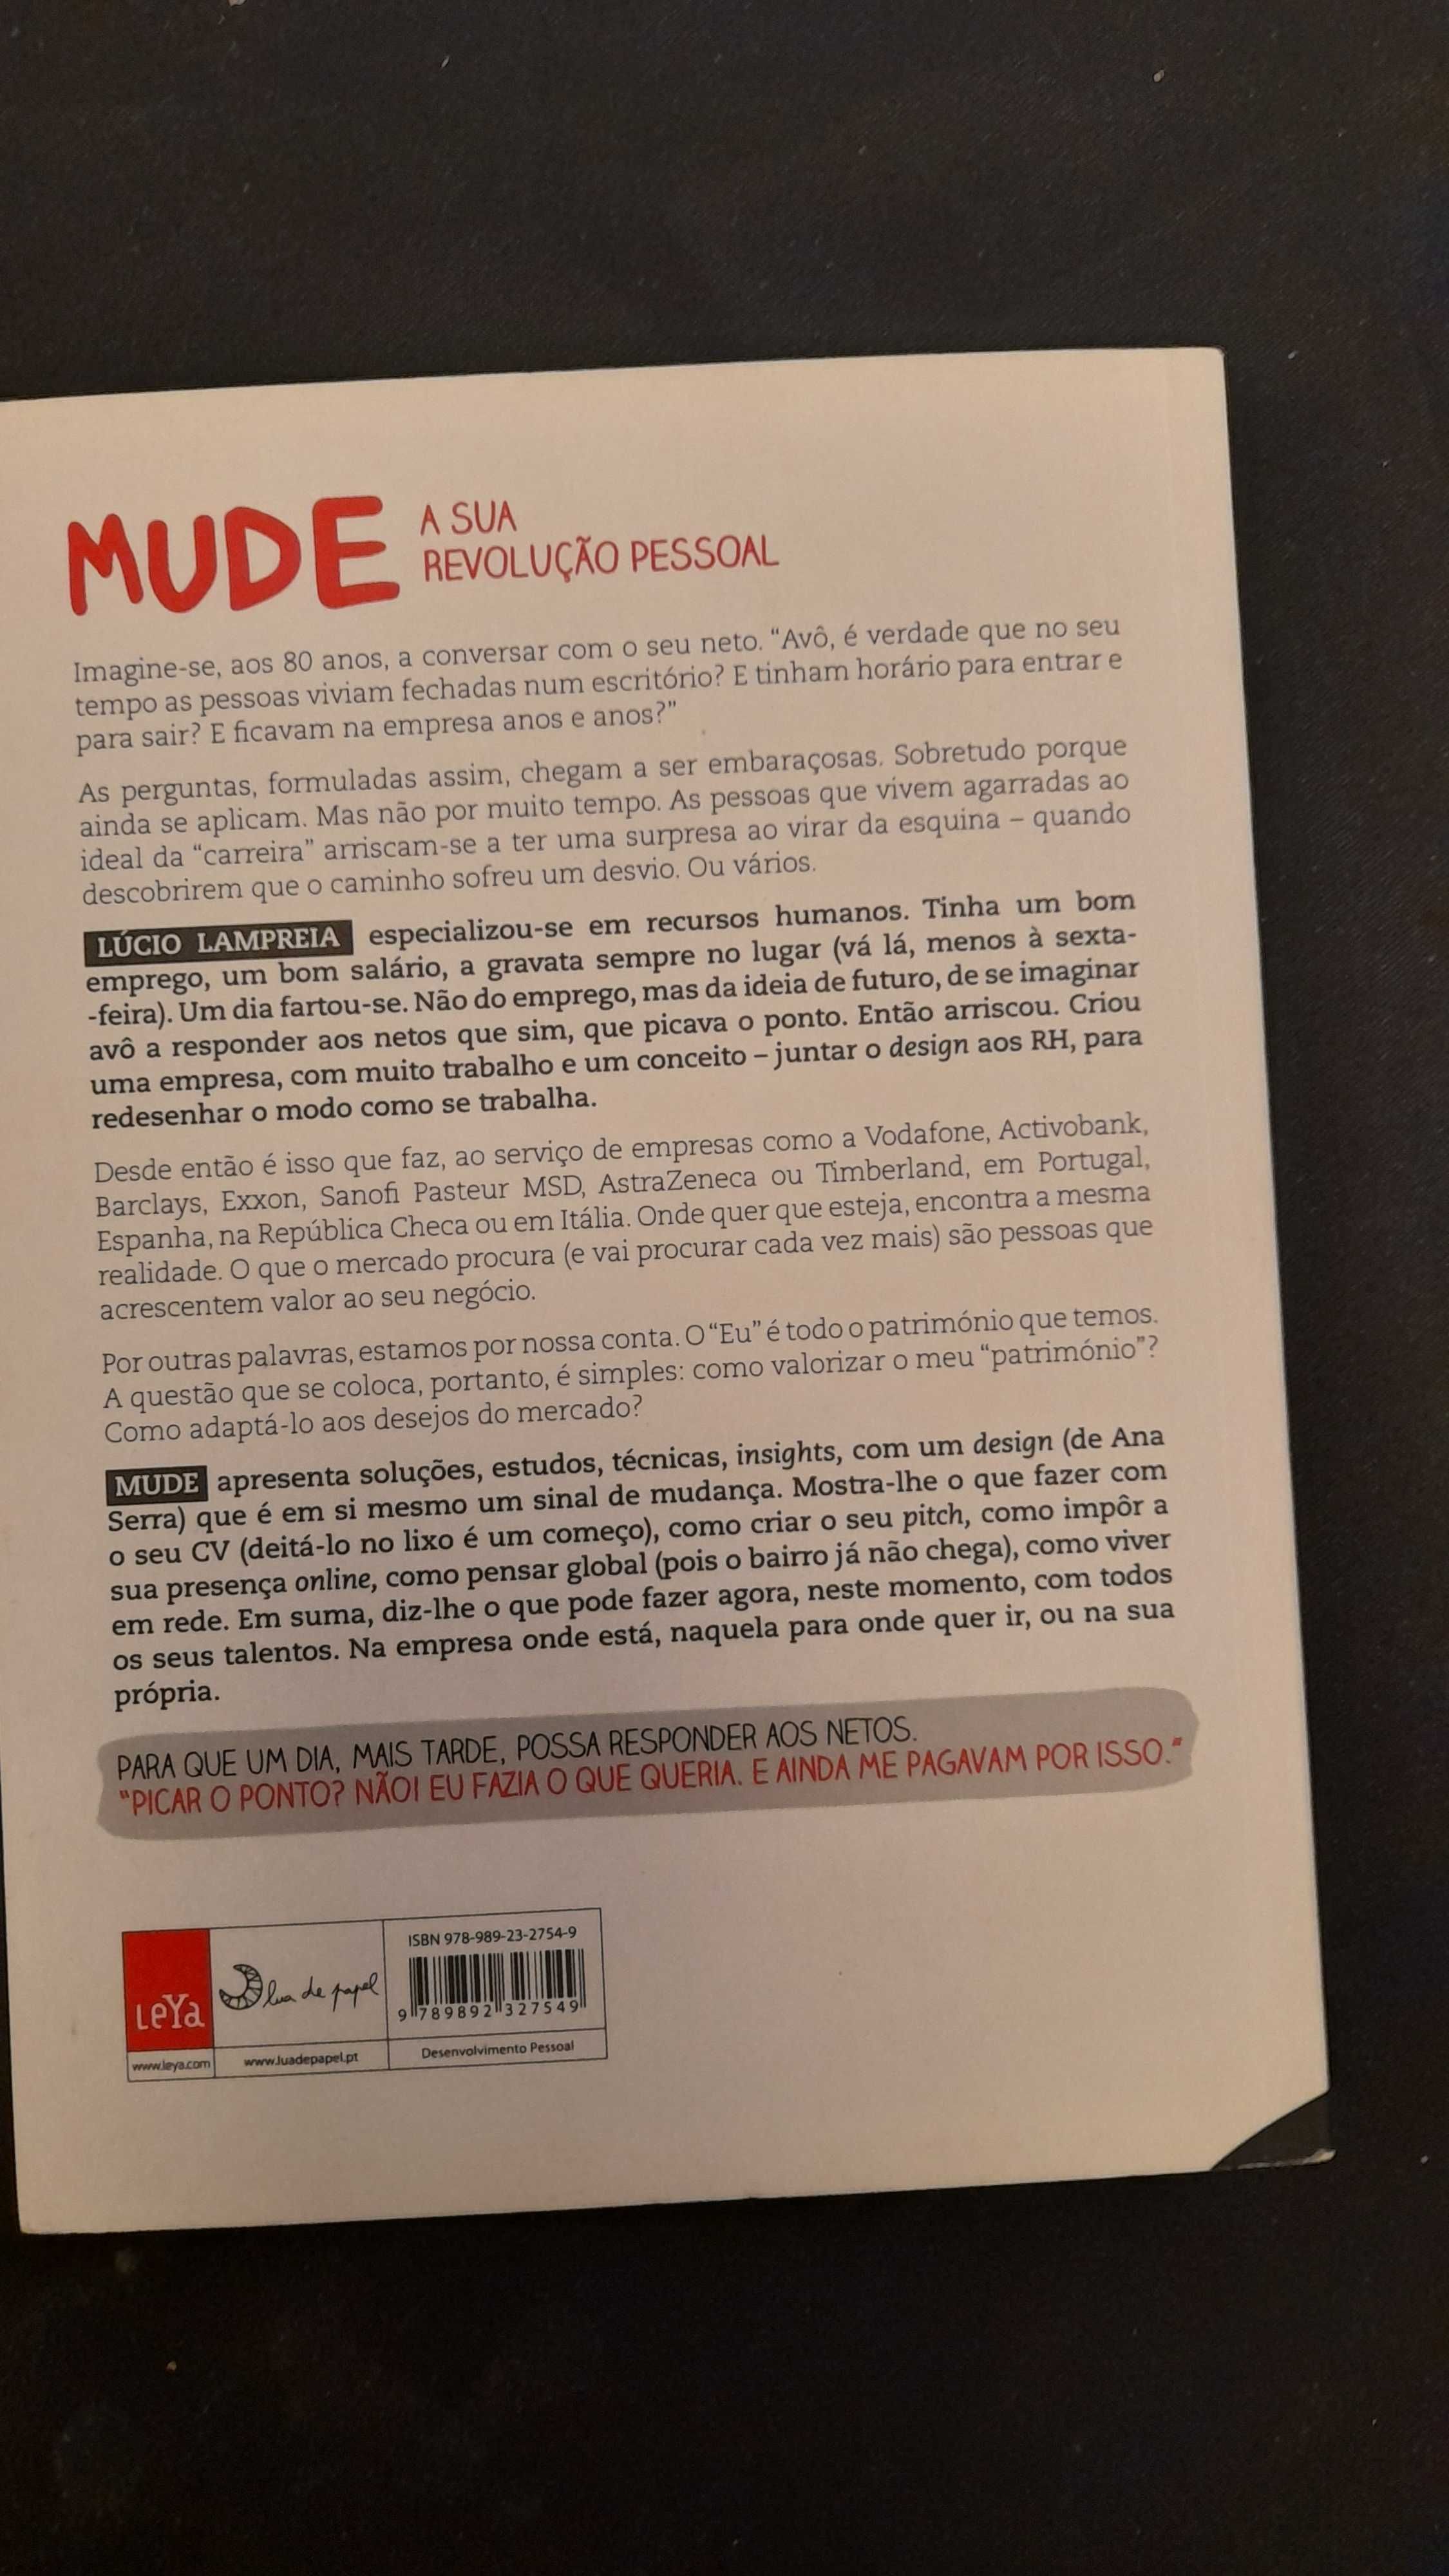 MUDE A SUA
REVOLUÇÃO PESSOAL
Imagine-se, aos 80 anos, a conversar com o seu neto. “Avô, é verdade que no seu
tempo as pessoas viviam fechadas num escritório? E tinham horário para entrar e
para sair? E ficavam na empresa anos e anos?”
As perguntas, formuladas assim, chegam a ser embaraçosas. Sobretudo porque
ainda se aplicam. Mas não por muito tempo. As pessoas que vivem agarradas ao
ideal da “carreira” arriscam-se a ter uma surpresa ao virar da esquina – quando
descobrirem que o caminho sofreu um desvio. Ou vários.
LÚCIO LAMPREIA especializou-se em recursos humanos. Tinha um bom
emprego, um bom salário, a gravata sempre no lugar (vá lá, menos à sexta-
-feira). Um dia fartou-se. Não do emprego, mas da ideia de futuro, de se imaginar
avô a responder aos netos que sim, que picava o ponto. Então arriscou. Criou
uma empresa, com muito trabalho e um conceito – juntar o design aos RH, para
redesenhar o modo como se trabalha.
Desde então é isso que faz, ao serviço de empresas como a Vodafone, Activobank,
Barclays, Exxon, Sanofi Pasteur MSD, AstraZeneca ou Timberland, em Portugal,
Espanha, na República Checa ou em Itália. Onde quer que esteja, encontra a mesma
realidade. O que o mercado procura (e vai procurar cada vez mais) são pessoas que
acrescentem valor ao seu negócio.
Por outras palavras, estamos por nossa conta. O “Eu” é todo o património que temos.
A questão que se coloca, portanto, é simples: como valorizar o meu “património”?
Como adaptá-lo aos desejos do mercado?
MUDE apresenta soluções, estudos, técnicas, insights, com um design (de Ana
Serra) que é em si mesmo um sinal de mudança. Mostra-lhe o que fazer com
o seu CV (deitá-lo no lixo é um começo), como criar o seu pitch, como impôr a
sua presença online, como pensar global (pois o bairro já não chega), como viver
em rede. Em suma, diz-lhe o que pode fazer agora, neste momento, com todos
os seus talentos. Na empresa onde está, naquela para onde quer ir, ou na sua
própria.
PARA QUE UM DIA, MAIS TARDE, POSSA RESPONDER AOS NETOS.
“PICAR O PONTO? NÃO! EU FAZIA O QUE QUERIA. E AINDA ME PAGAVAM POR ISSO.”
LeYa
lua de papel
ISBN 978-989-23-2754-9
9 789892 327549
www.leya.com
www.luadepapel.pt
Desenvolvimento Pessoal